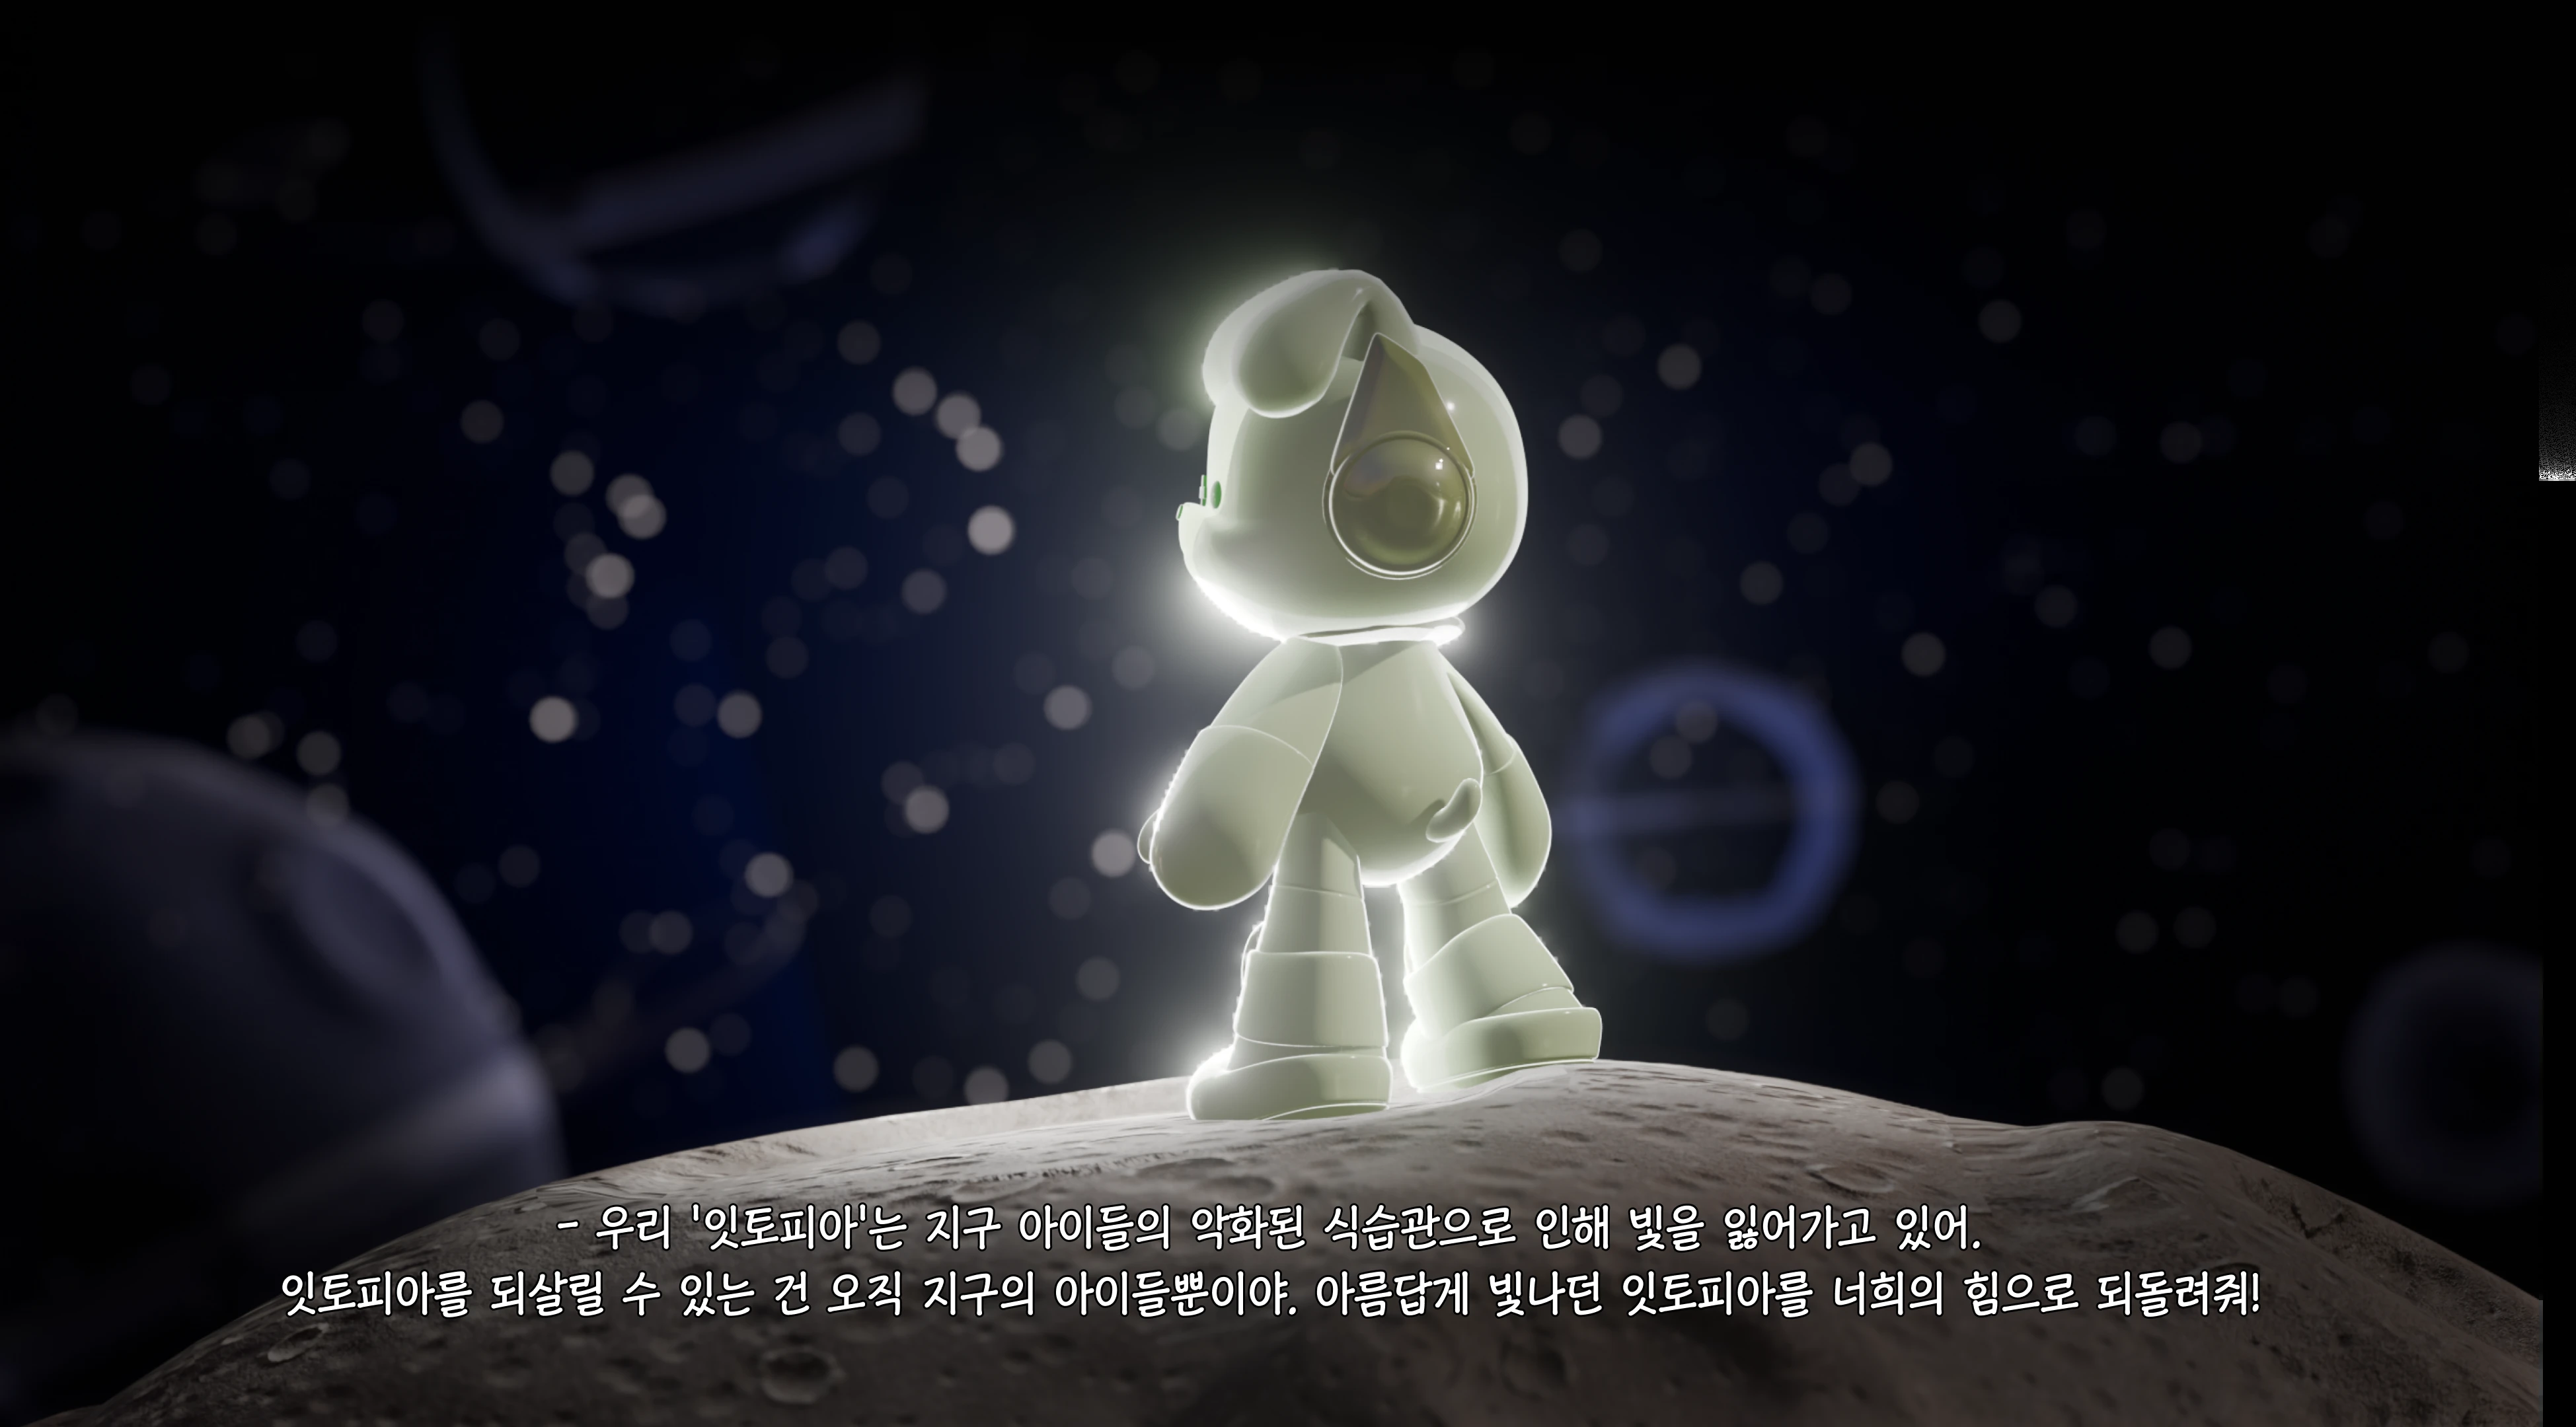 - 우리 '잇토피아'는 지구 아이들의 악화된 식습관으로 인해 빛을 잃어가고 있어.
잇토피아를 되살릴 수 있는 건 오직 지구의 아이들뿐이야. 아름답게 빛나던 잇토피아를 너희의 힘으로 되돌려줘!